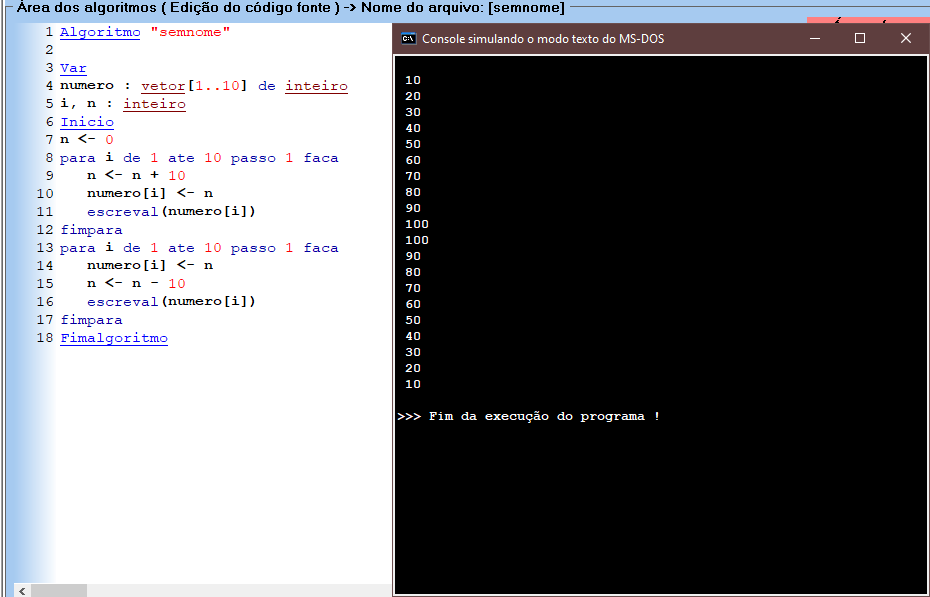 Área dos algoritmos ( Edição do código fonte ) -> Nome do arquivo: [semnome]
1 Algoritmo "semnome"
2
3 Var
4 numero : vetor[1..10] de inteiro
5 i, n : inteiro
6 Inicio
7 n <- 0
8 para i de 1 ate 10 passo 1 faca
9 n <- n + 10
10 numero[i] <- n
11 escreval(numero[i])
12 fimpara
13 para i de 1 ate 10 passo 1 faca
14 numero[i] <- n
15 n <- n - 10
16 escreval(numero[i])
17 fimpara
18 Fimalgoritmo
Console simulando o modo texto do MS-DOS
10
20
30
40
50
60
70
80
90
100
100
90
80
70
60
50
40
30
20
10
>>> Fim da execução do programa !